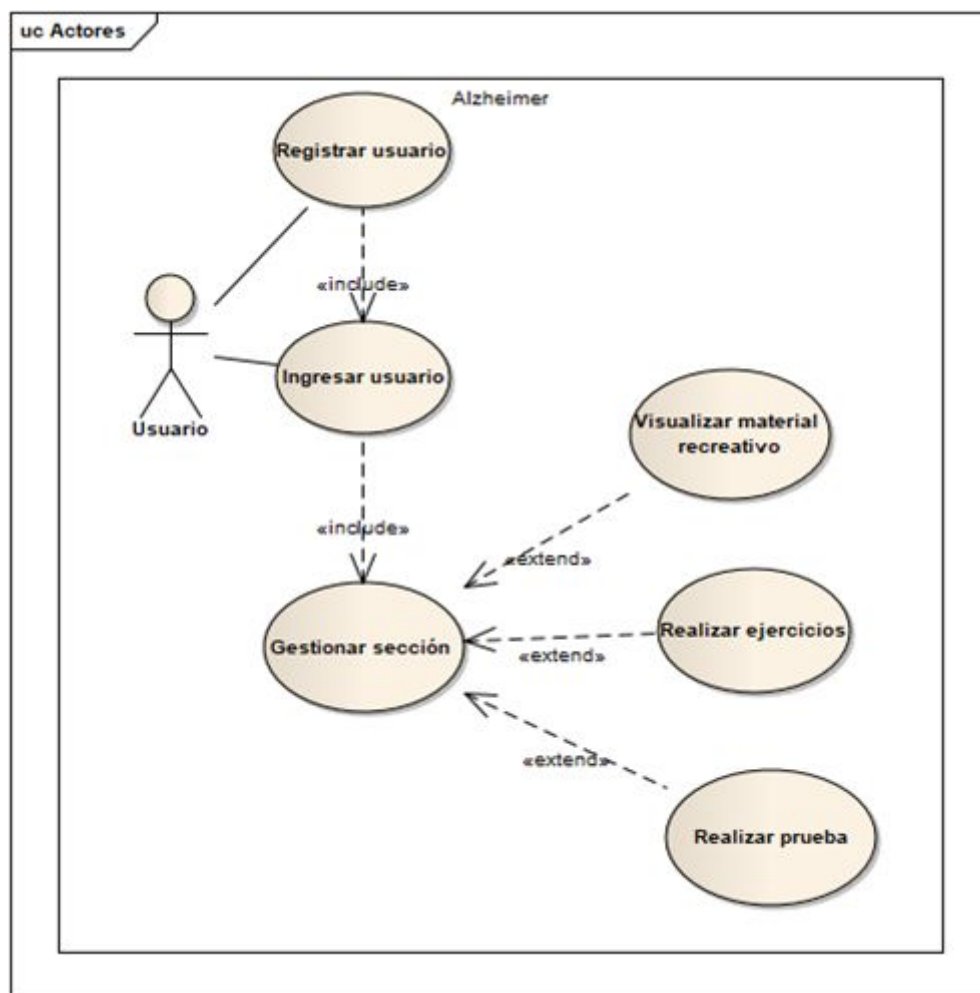 uc Actores
Alzheimer
Registrar usuario
«include»
Ingresar usuario
Usuario
Visualizar material
recreativo
«include»
«extend»
Realizar ejercicios
Gestionar sección
«extend»
«extend»
Realizar prueba